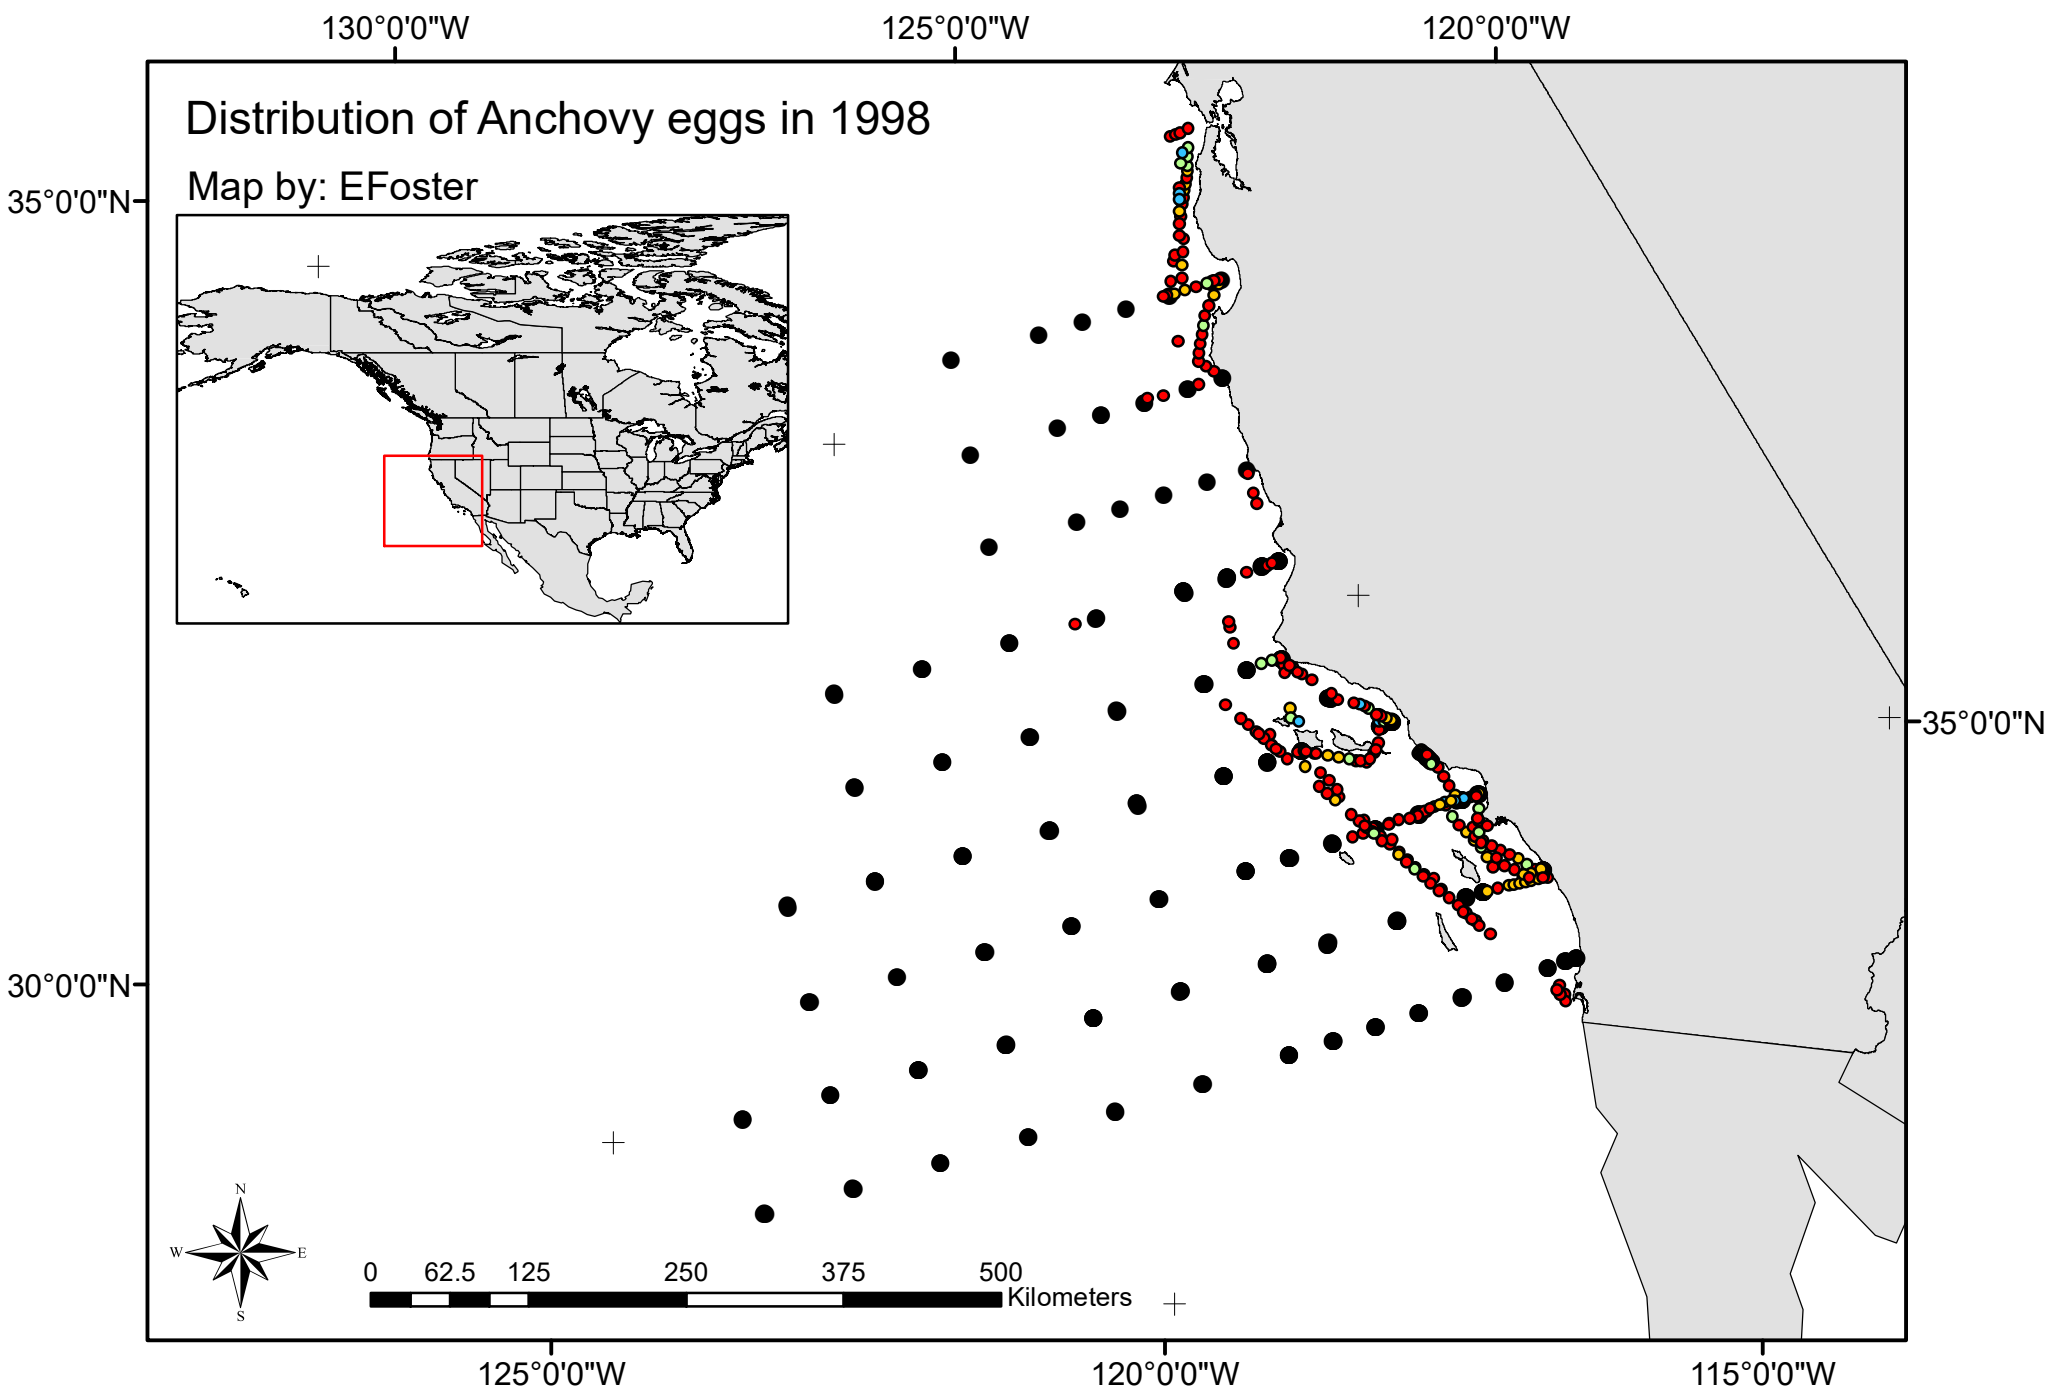 130°0'0"W 125°0'0"W 120°0'0"W
Distribution of Anchovy eggs in 1998
Map by: EFoster
35°0'0"N
35°0'0"N
30°0'0"N
N
W E
S
0 62.5 125 250 375 500
Kilometers
125°0'0"W 120°0'0"W 115°0'0"W